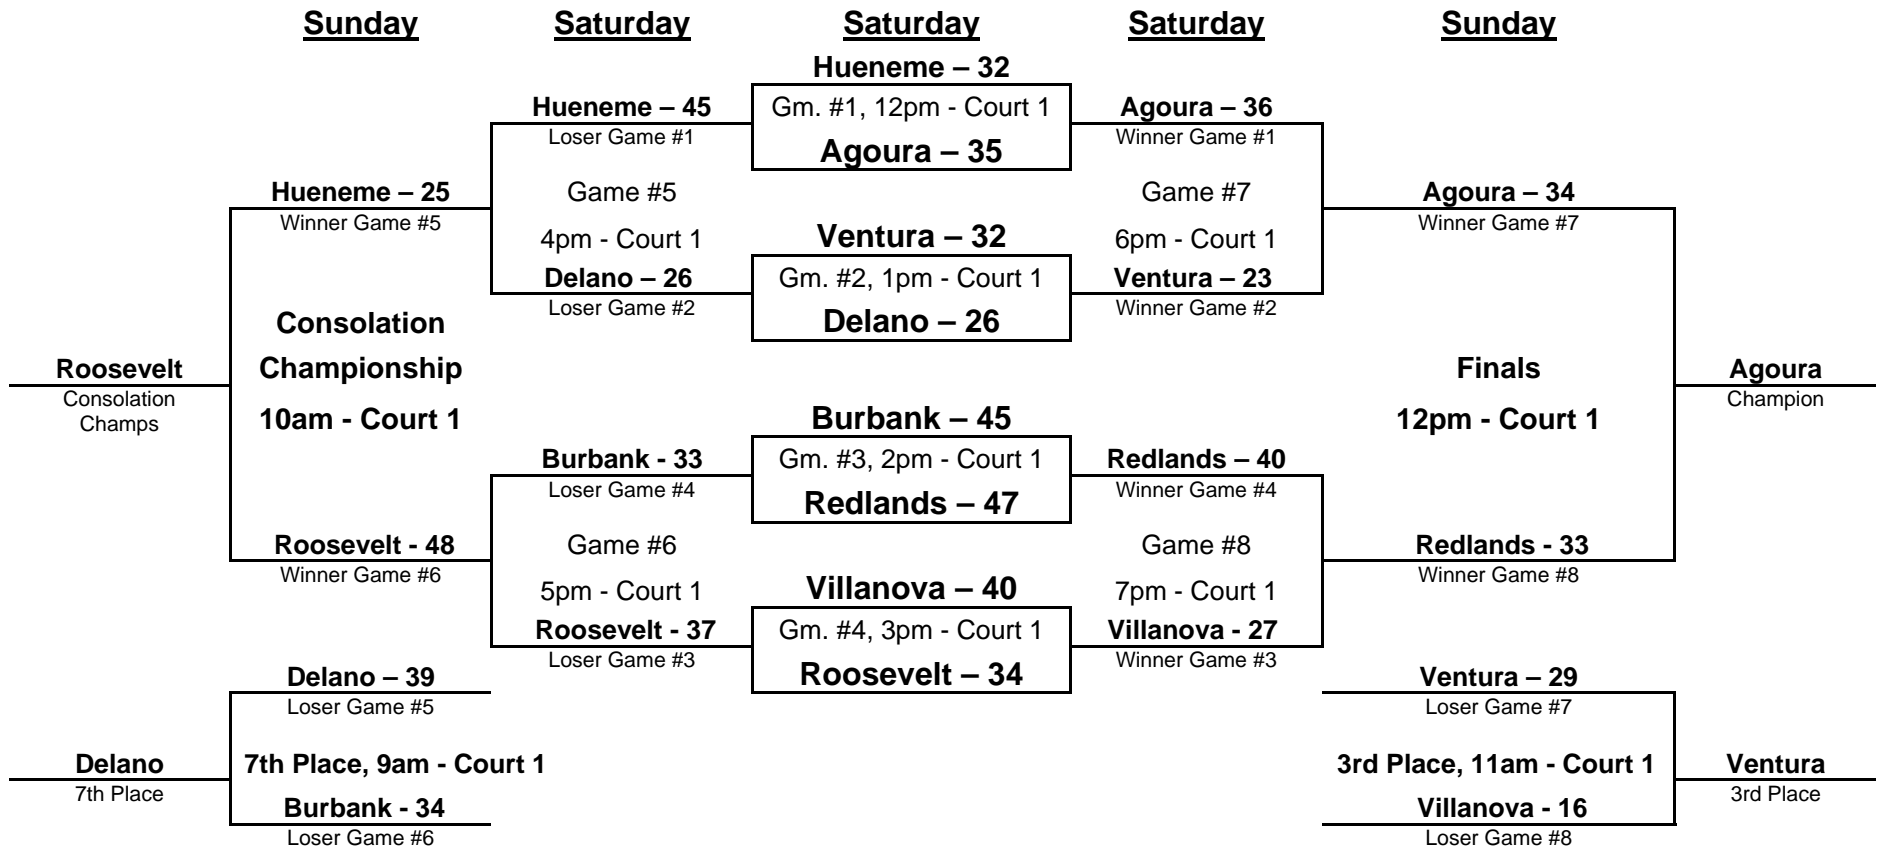 Sunday Saturday Saturday Saturday Sunday
Hueneme – 32
Hueneme – 45 Gm. #1, 12pm - Court 1 Agoura – 36
Loser Game #1 Agoura – 35 Winner Game #1
Hueneme – 25 Game #5 Game #7 Agoura – 34
Winner Game #5 Winner Game #7
4pm - Court 1 Ventura – 32 6pm - Court 1
Delano – 26 Gm. #2, 1pm - Court 1 Ventura – 23
Loser Game #2 Winner Game #2
Consolation Delano – 26
Roosevelt Championship Finals Agoura
Consolation Champion
Champs 10am - Court 1 Burbank – 45 12pm - Court 1
Burbank - 33 Gm. #3, 2pm - Court 1 Redlands – 40
Loser Game #4 Redlands – 47 Winner Game #4
Roosevelt - 48 Game #6 Game #8 Redlands - 33
Winner Game #6 Winner Game #8
5pm - Court 1 Villanova – 40 7pm - Court 1
Roosevelt - 37 Gm. #4, 3pm - Court 1 Villanova - 27
Loser Game #3 Winner Game #3
Delano – 39 Roosevelt – 34 Ventura – 29
Loser Game #5 Loser Game #7
Delano 7th Place, 9am - Court 1 3rd Place, 11am - Court 1 Ventura
7th Place 3rd Place
Burbank - 34 Villanova - 16
Loser Game #6 Loser Game #8